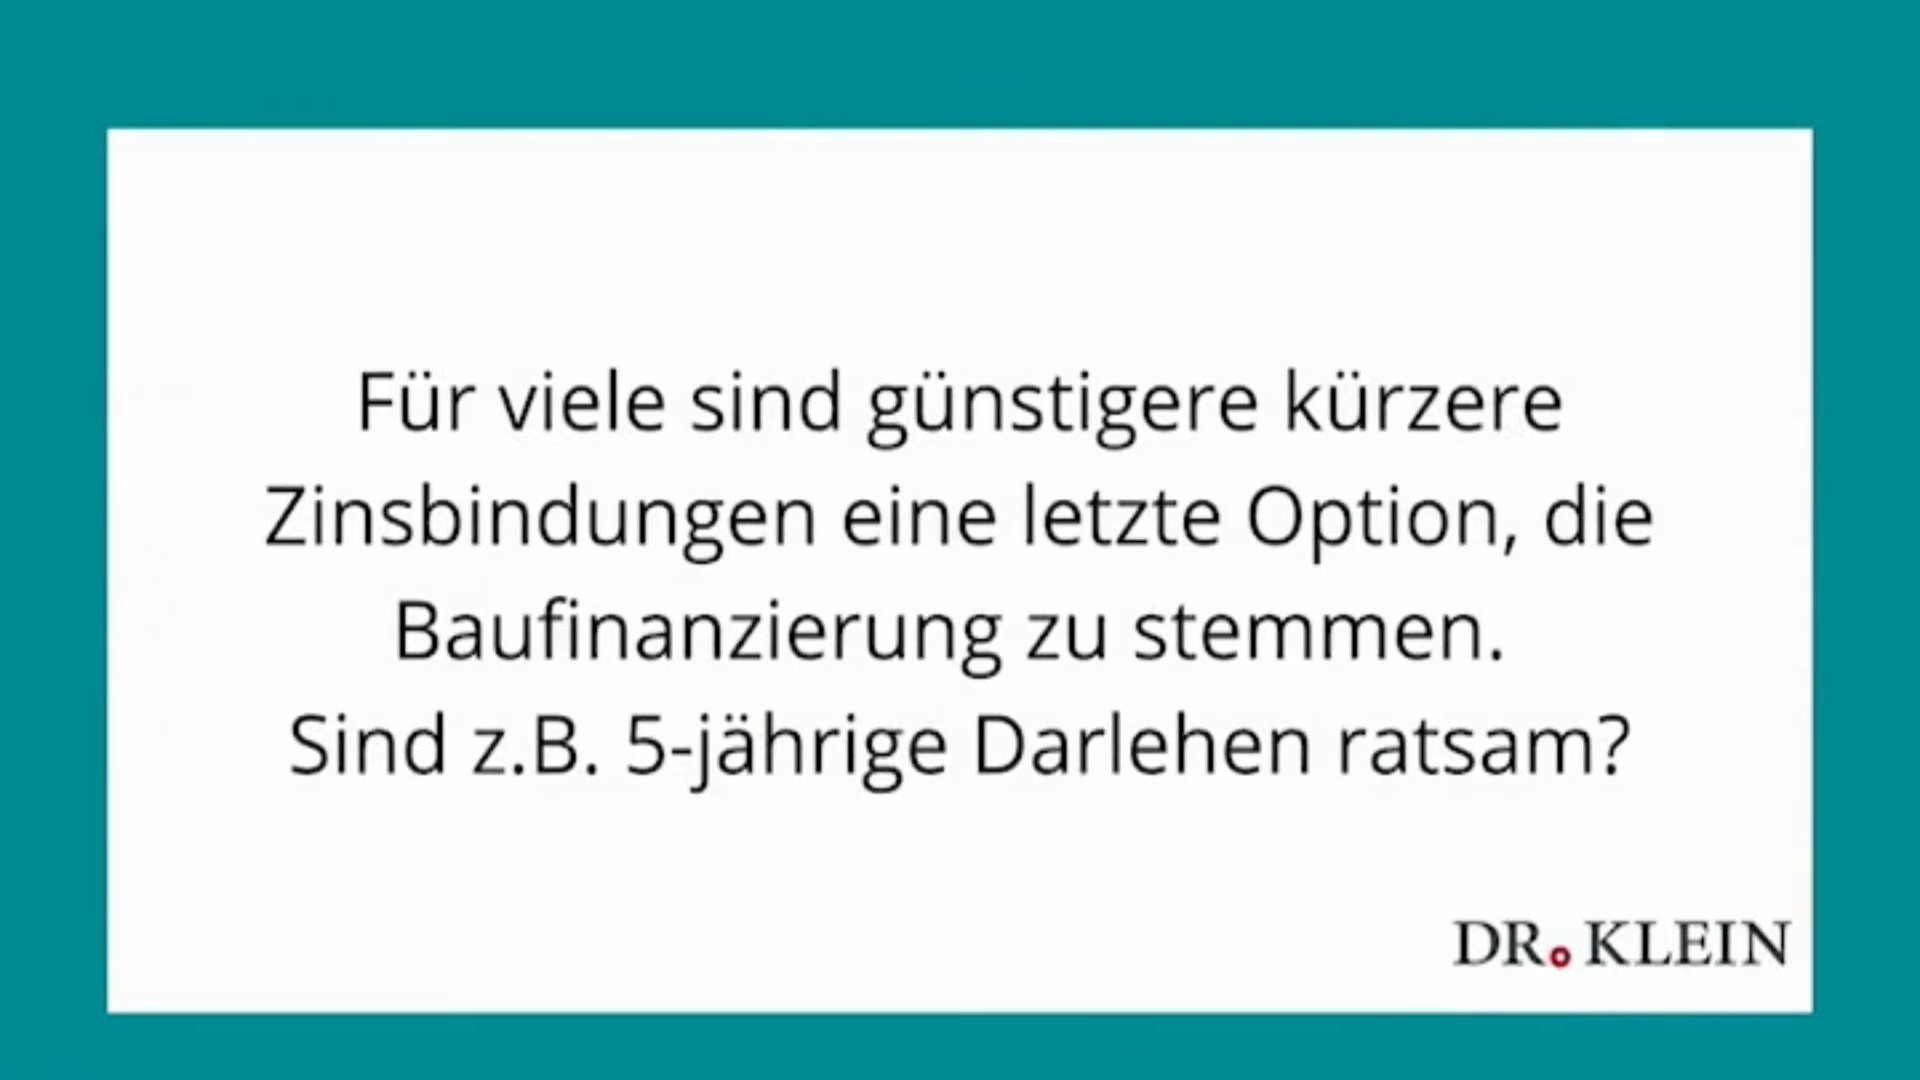 Für viele sind günstigere kürzere
Zinsbindungen eine letzte Option, die
Baufinanzierung zu stemmen.
Sind z.B. 5-jährige Darlehen ratsam?
DR. KLEIN